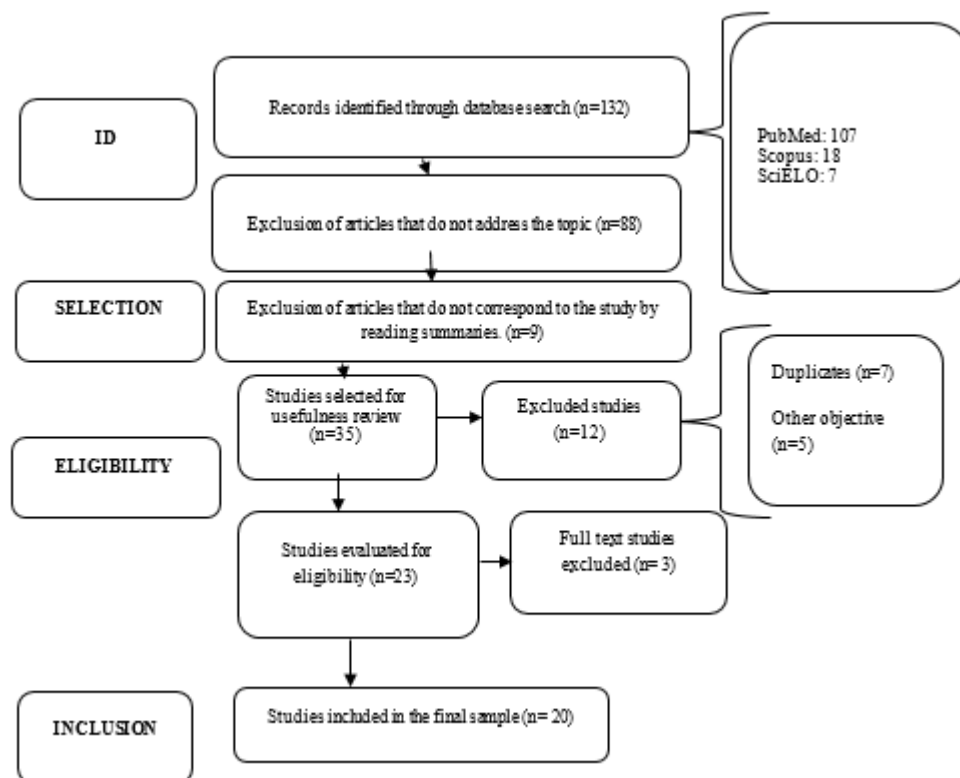 ID
Records identified through database search (n=132)
PubMed: 107
Scopus: 18
SciELO: 7
Exclusion of articles that do not address the topic (n=88)
SELECTION
Exclusion of articles that do not correspond to the study by
reading summaries. (n=9)
Studies selected for
usefulness review
(n=35)
Excluded studies
(n=12)
Duplicates (n=7)
Other objective
(n=5)
ELIGIBILITY
Studies evaluated for
eligibility (n=23)
Full text studies
excluded (n= 3)
INCLUSION
Studies included in the final sample (n= 20)